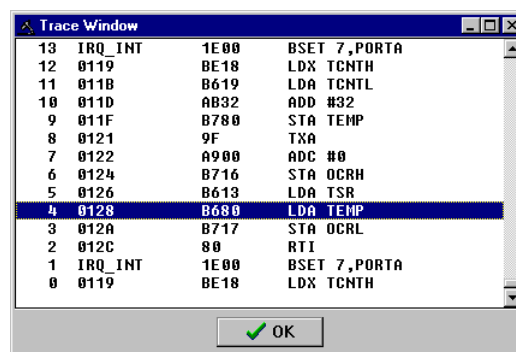 Trace Window
13 IRQ_INT 1E00 BSET 7,PORTA
12 0119 BE18 LDX TCNTH
11 011B B619 LDA TCNTL
10 011D AB32 ADD #32
9 011F B780 STA TEMP
8 0121 9F TXA
7 0122 A900 ADC #0
6 0124 B716 STA OCRH
5 0126 B613 LDA TSR
4 0128 B680 LDA TEMP
3 012A B717 STA OCRL
2 012C 80 RTI
1 IRQ_INT 1E00 BSET 7,PORTA
0 0119 BE18 LDX TCNTH
OK